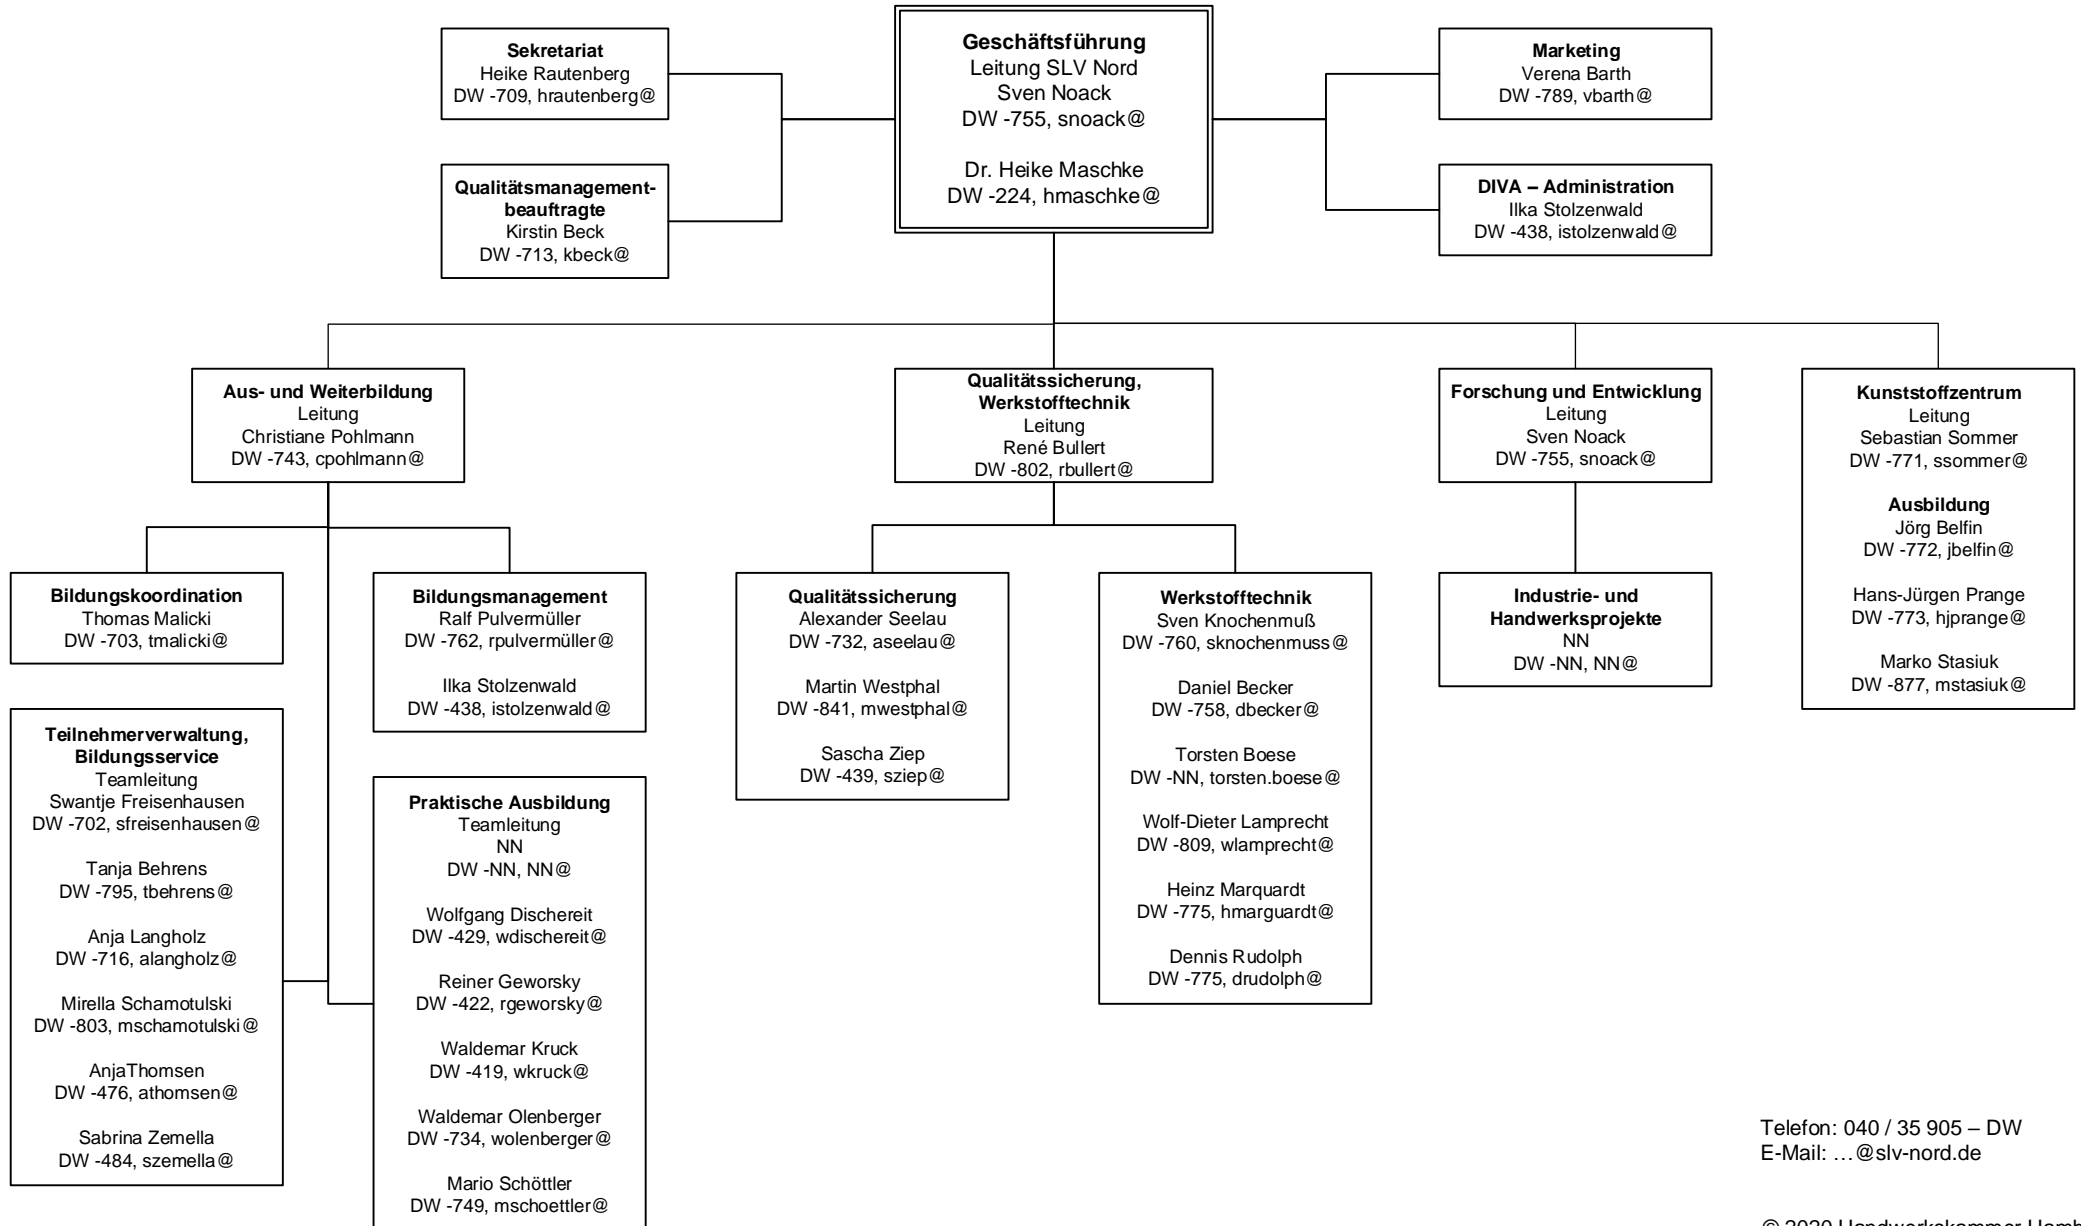 Sekretariat
Heike Rautenberg
DW -709, hrautenberg@
Qualitätsmanagement-
beauftragte
Kirstin Beck
DW -713, kbeck@
Geschäftsführung
Leitung SLV Nord
Sven Noack
DW -755, snoack@
Dr. Heike Maschke
DW -224, hmaschke@
Marketing
Verena Barth
DW -789, vbarth@
DIVA – Administration
Ilka Stolzenwald
DW -438, istolzenwald@
Aus- und Weiterbildung
Leitung
Christiane Pohlmann
DW -743, cpohlmann@
Qualitätssicherung,
Werkstofftechnik
Leitung
René Bullert
DW -802, rbullert@
Forschung und Entwicklung
Leitung
Sven Noack
DW -755, snoack@
Kunststoffzentrum
Leitung
Sebastian Sommer
DW -771, ssommer@
Ausbildung
Jörg Belfin
DW -772, jbelfin@
Hans-Jürgen Prange
DW -773, hjprange@
Marko Stasiuk
DW -877, mstasiuk@
Bildungskoordination
Thomas Malicki
DW -703, tmalicki@
Teilnehmerverwaltung,
Bildungsservice
Teamleitung
Swantje Freisenhausen
DW -702, sfreisenhausen@
Tanja Behrens
DW -795, tbehrens@
Anja Langholz
DW -716, alangholz@
Mirella Schamotulski
DW -803, mschamotulski@
AnjaThomsen
DW -476, athomsen@
Sabrina Zemella
DW -484, szemella@
Bildungsmanagement
Ralf Pulvermüller
DW -762, rpulvermüller@
Ilka Stolzenwald
DW -438, istolzenwald@
Praktische Ausbildung
Teamleitung
NN
DW -NN, NN@
Wolfgang Dischereit
DW -429, wdischereit@
Reiner Geworsky
DW -422, rgeworsky@
Waldemar Kruck
DW -419, wkruck@
Waldemar Olenberger
DW -734, wolenberger@
Mario Schöttler
DW -749, mschoettler@
Qualitätssicherung
Alexander Seelau
DW -732, aseelau@
Martin Westphal
DW -841, mwestphal@
Sascha Ziep
DW -439, sziep@
Werkstofftechnik
Sven Knochenmuß
DW -760, sknochenmuss@
Daniel Becker
DW -758, dbecker@
Torsten Boese
DW -NN, torsten.boese@
Wolf-Dieter Lamprecht
DW -809, wlamprecht@
Heinz Marquardt
DW -775, hmarguardt@
Dennis Rudolph
DW -775, drudolph@
Industrie- und
Handwerksprojekte
NN
DW -NN, NN@
Telefon: 040 / 35 905 – DW
E-Mail: …@slv-nord.de
© 2020 Handwerkskammer